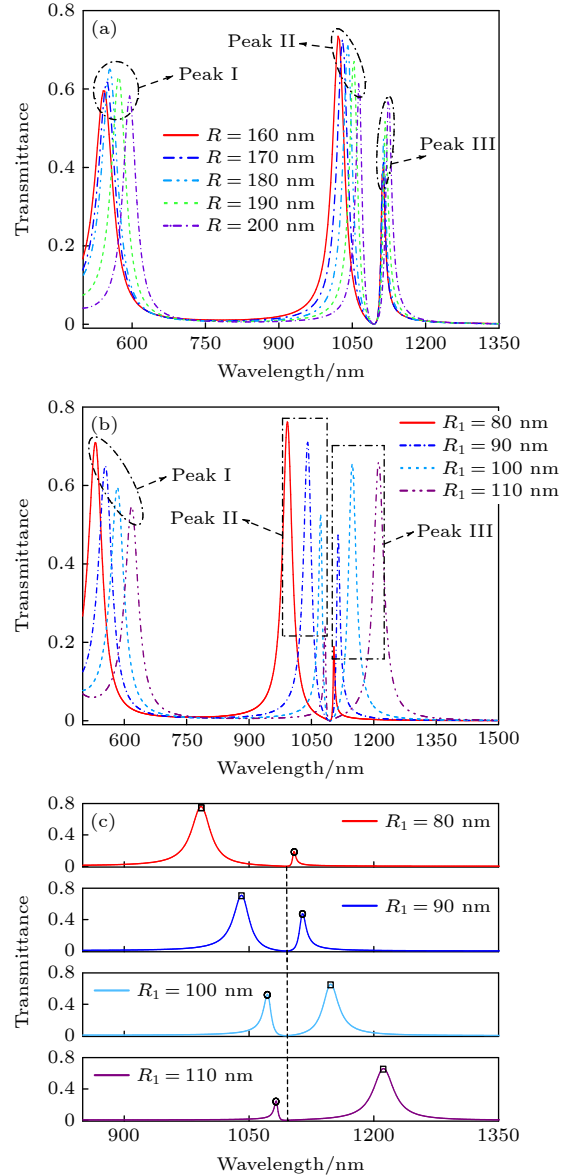 (a)
Peak II
Peak I
Peak III
R = 160 nm
R = 170 nm
R = 180 nm
R = 190 nm
R = 200 nm
Transmittance
0.8
0.6
0.4
0.2
0
600 750 900 1050 1200 1350
Wavelength/nm
(b)
R1 = 80 nm
R1 = 90 nm
R1 = 100 nm
R1 = 110 nm
Peak I
Peak II
Peak III
Transmittance
0.8
0.6
0.4
0.2
0
600 750 900 1050 1200 1350 1500
Wavelength/nm
(c)
R1 = 80 nm
0.8
0.4
0
R1 = 90 nm
0.8
0.4
0
R1 = 100 nm
0.8
0.4
0
R1 = 110 nm
0.8
0.4
0
Transmittance
900 1050 1200 1350
Wavelength/nm